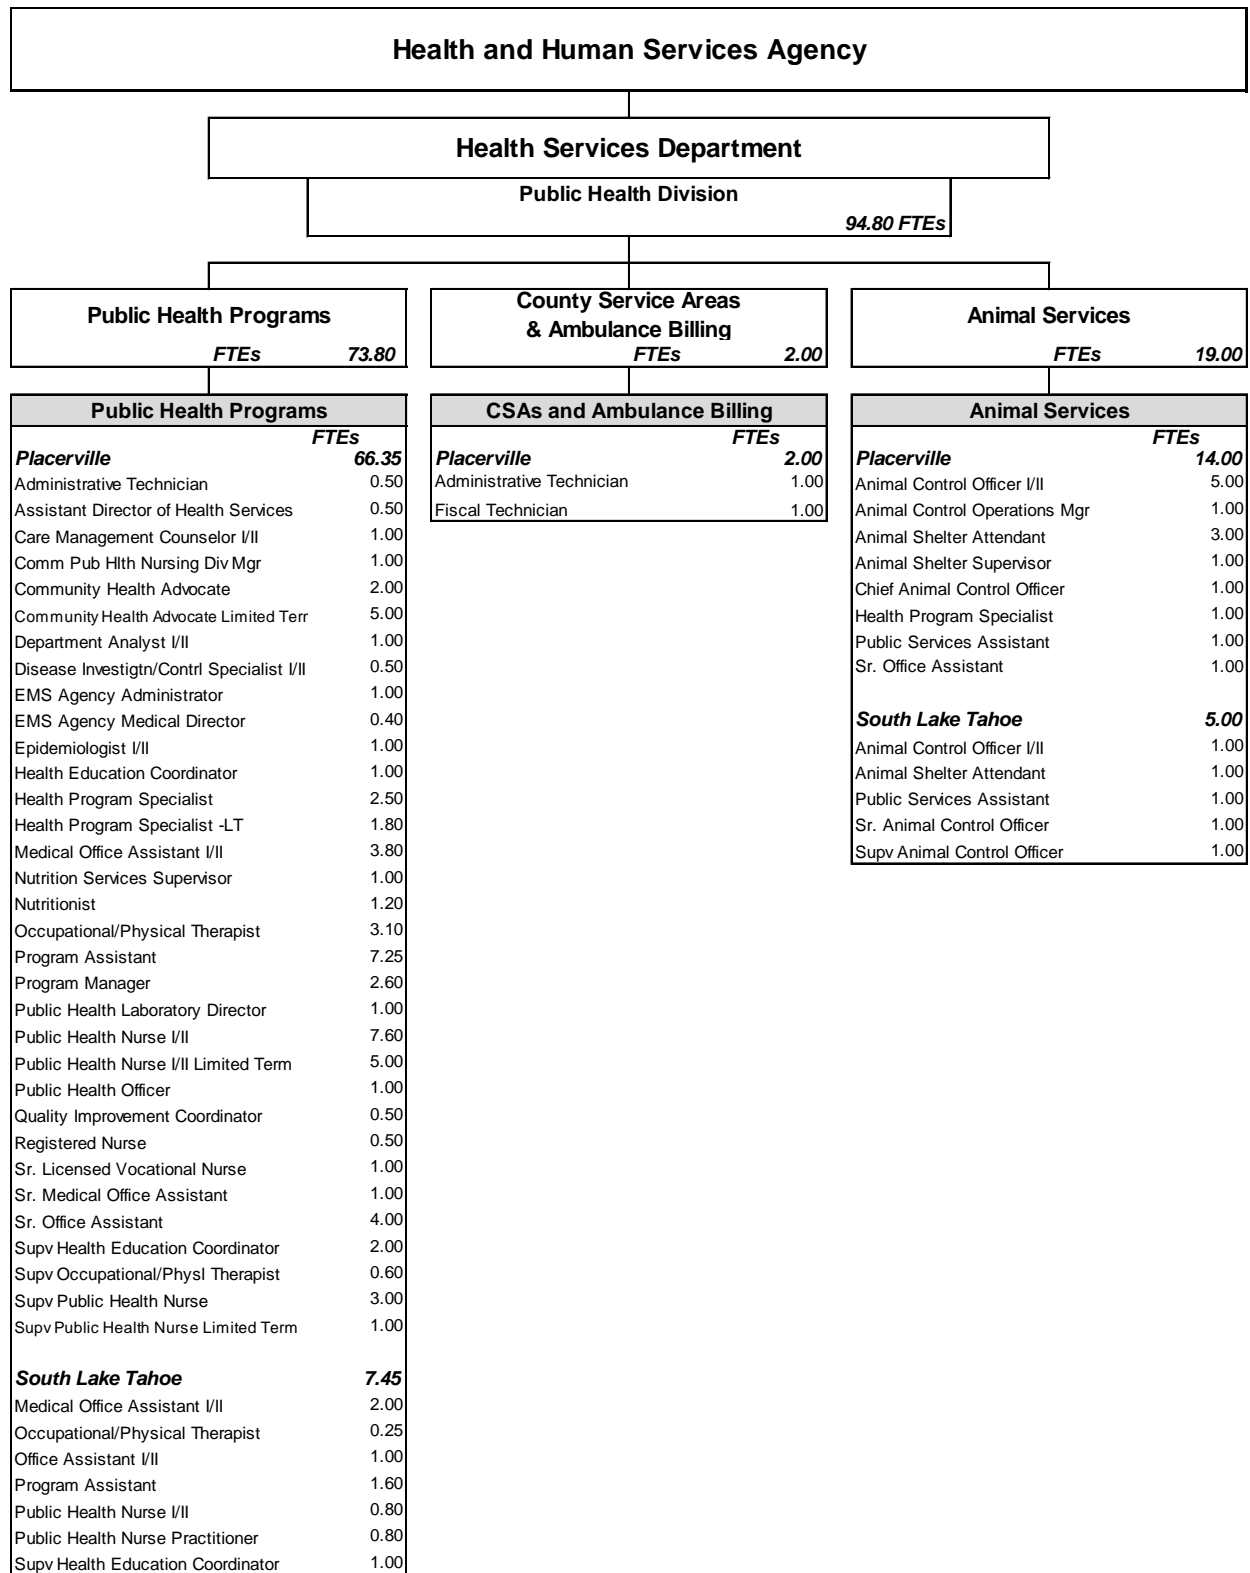 Health and Human Services Agency
Health Services Department
Public Health Division
94.80 FTEs
Public Health Programs
FTEs 73.80
County Service Areas
& Ambulance Billing
FTEs 2.00
Animal Services
FTEs 19.00
Public Health Programs
FTEs
Placerville 66.35
Administrative Technician 0.50
Assistant Director of Health Services 0.50
Care Management Counselor I/II 1.00
Comm Pub Hlth Nursing Div Mgr 1.00
Community Health Advocate 2.00
Community Health Advocate Limited Terr 5.00
Department Analyst I/II 1.00
Disease Investigtn/Contrl Specialist I/II 0.50
EMS Agency Administrator 1.00
EMS Agency Medical Director 0.40
Epidemiologist I/II 1.00
Health Education Coordinator 1.00
Health Program Specialist 2.50
Health Program Specialist -LT 1.80
Medical Office Assistant I/II 3.80
Nutrition Services Supervisor 1.00
Nutritionist 1.20
Occupational/Physical Therapist 3.10
Program Assistant 7.25
Program Manager 2.60
Public Health Laboratory Director 1.00
Public Health Nurse I/II 7.60
Public Health Nurse I/II Limited Term 5.00
Public Health Officer 1.00
Quality Improvement Coordinator 0.50
Registered Nurse 0.50
Sr. Licensed Vocational Nurse 1.00
Sr. Medical Office Assistant 1.00
Sr. Office Assistant 4.00
Supv Health Education Coordinator 2.00
Supv Occupational/Physl Therapist 0.60
Supv Public Health Nurse 3.00
Supv Public Health Nurse Limited Term 1.00
South Lake Tahoe 7.45
Medical Office Assistant I/II 2.00
Occupational/Physical Therapist 0.25
Office Assistant I/II 1.00
Program Assistant 1.60
Public Health Nurse I/II 0.80
Public Health Nurse Practitioner 0.80
Supv Health Education Coordinator 1.00
CSAs and Ambulance Billing
FTEs
Placerville 2.00
Administrative Technician 1.00
Fiscal Technician 1.00
Animal Services
FTEs
Placerville 14.00
Animal Control Officer I/II 5.00
Animal Control Operations Mgr 1.00
Animal Shelter Attendant 3.00
Animal Shelter Supervisor 1.00
Chief Animal Control Officer 1.00
Health Program Specialist 1.00
Public Services Assistant 1.00
Sr. Office Assistant 1.00
South Lake Tahoe 5.00
Animal Control Officer I/II 1.00
Animal Shelter Attendant 1.00
Public Services Assistant 1.00
Sr. Animal Control Officer 1.00
Supv Animal Control Officer 1.00